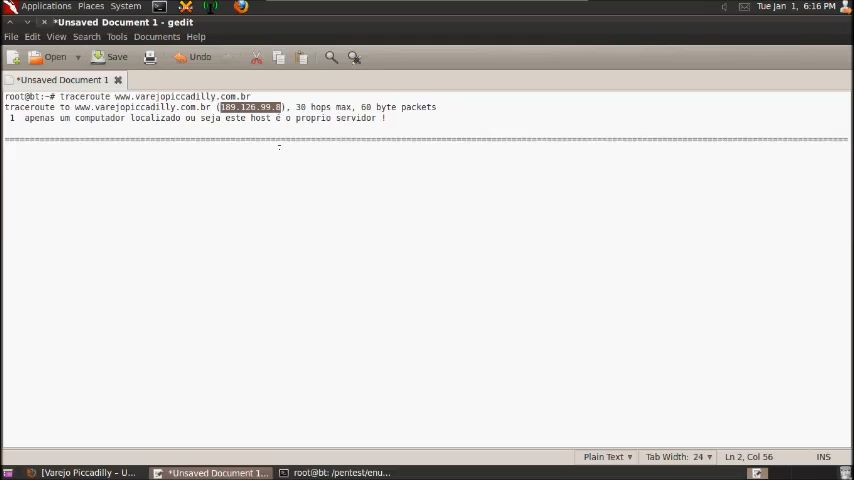 Applications Places System
Tue Jan 1, 6:16 PM
*Unsaved Document 1 - gedit
File Edit View Search Tools Documents Help
Open Save Undo
*Unsaved Document 1
root@bt:~# traceroute www.varejopiccadilly.com.br
traceroute to www.varejopiccadilly.com.br (189.126.99.8), 30 hops max, 60 byte packets
1 apenas um computador localizado ou seja este host é o proprio servidor !
Plain Text Tab Width: 24 Ln 2, Col 56 INS
[Varejo Piccadilly – U... *Unsaved Document 1... root@bt: /pentest/enu...